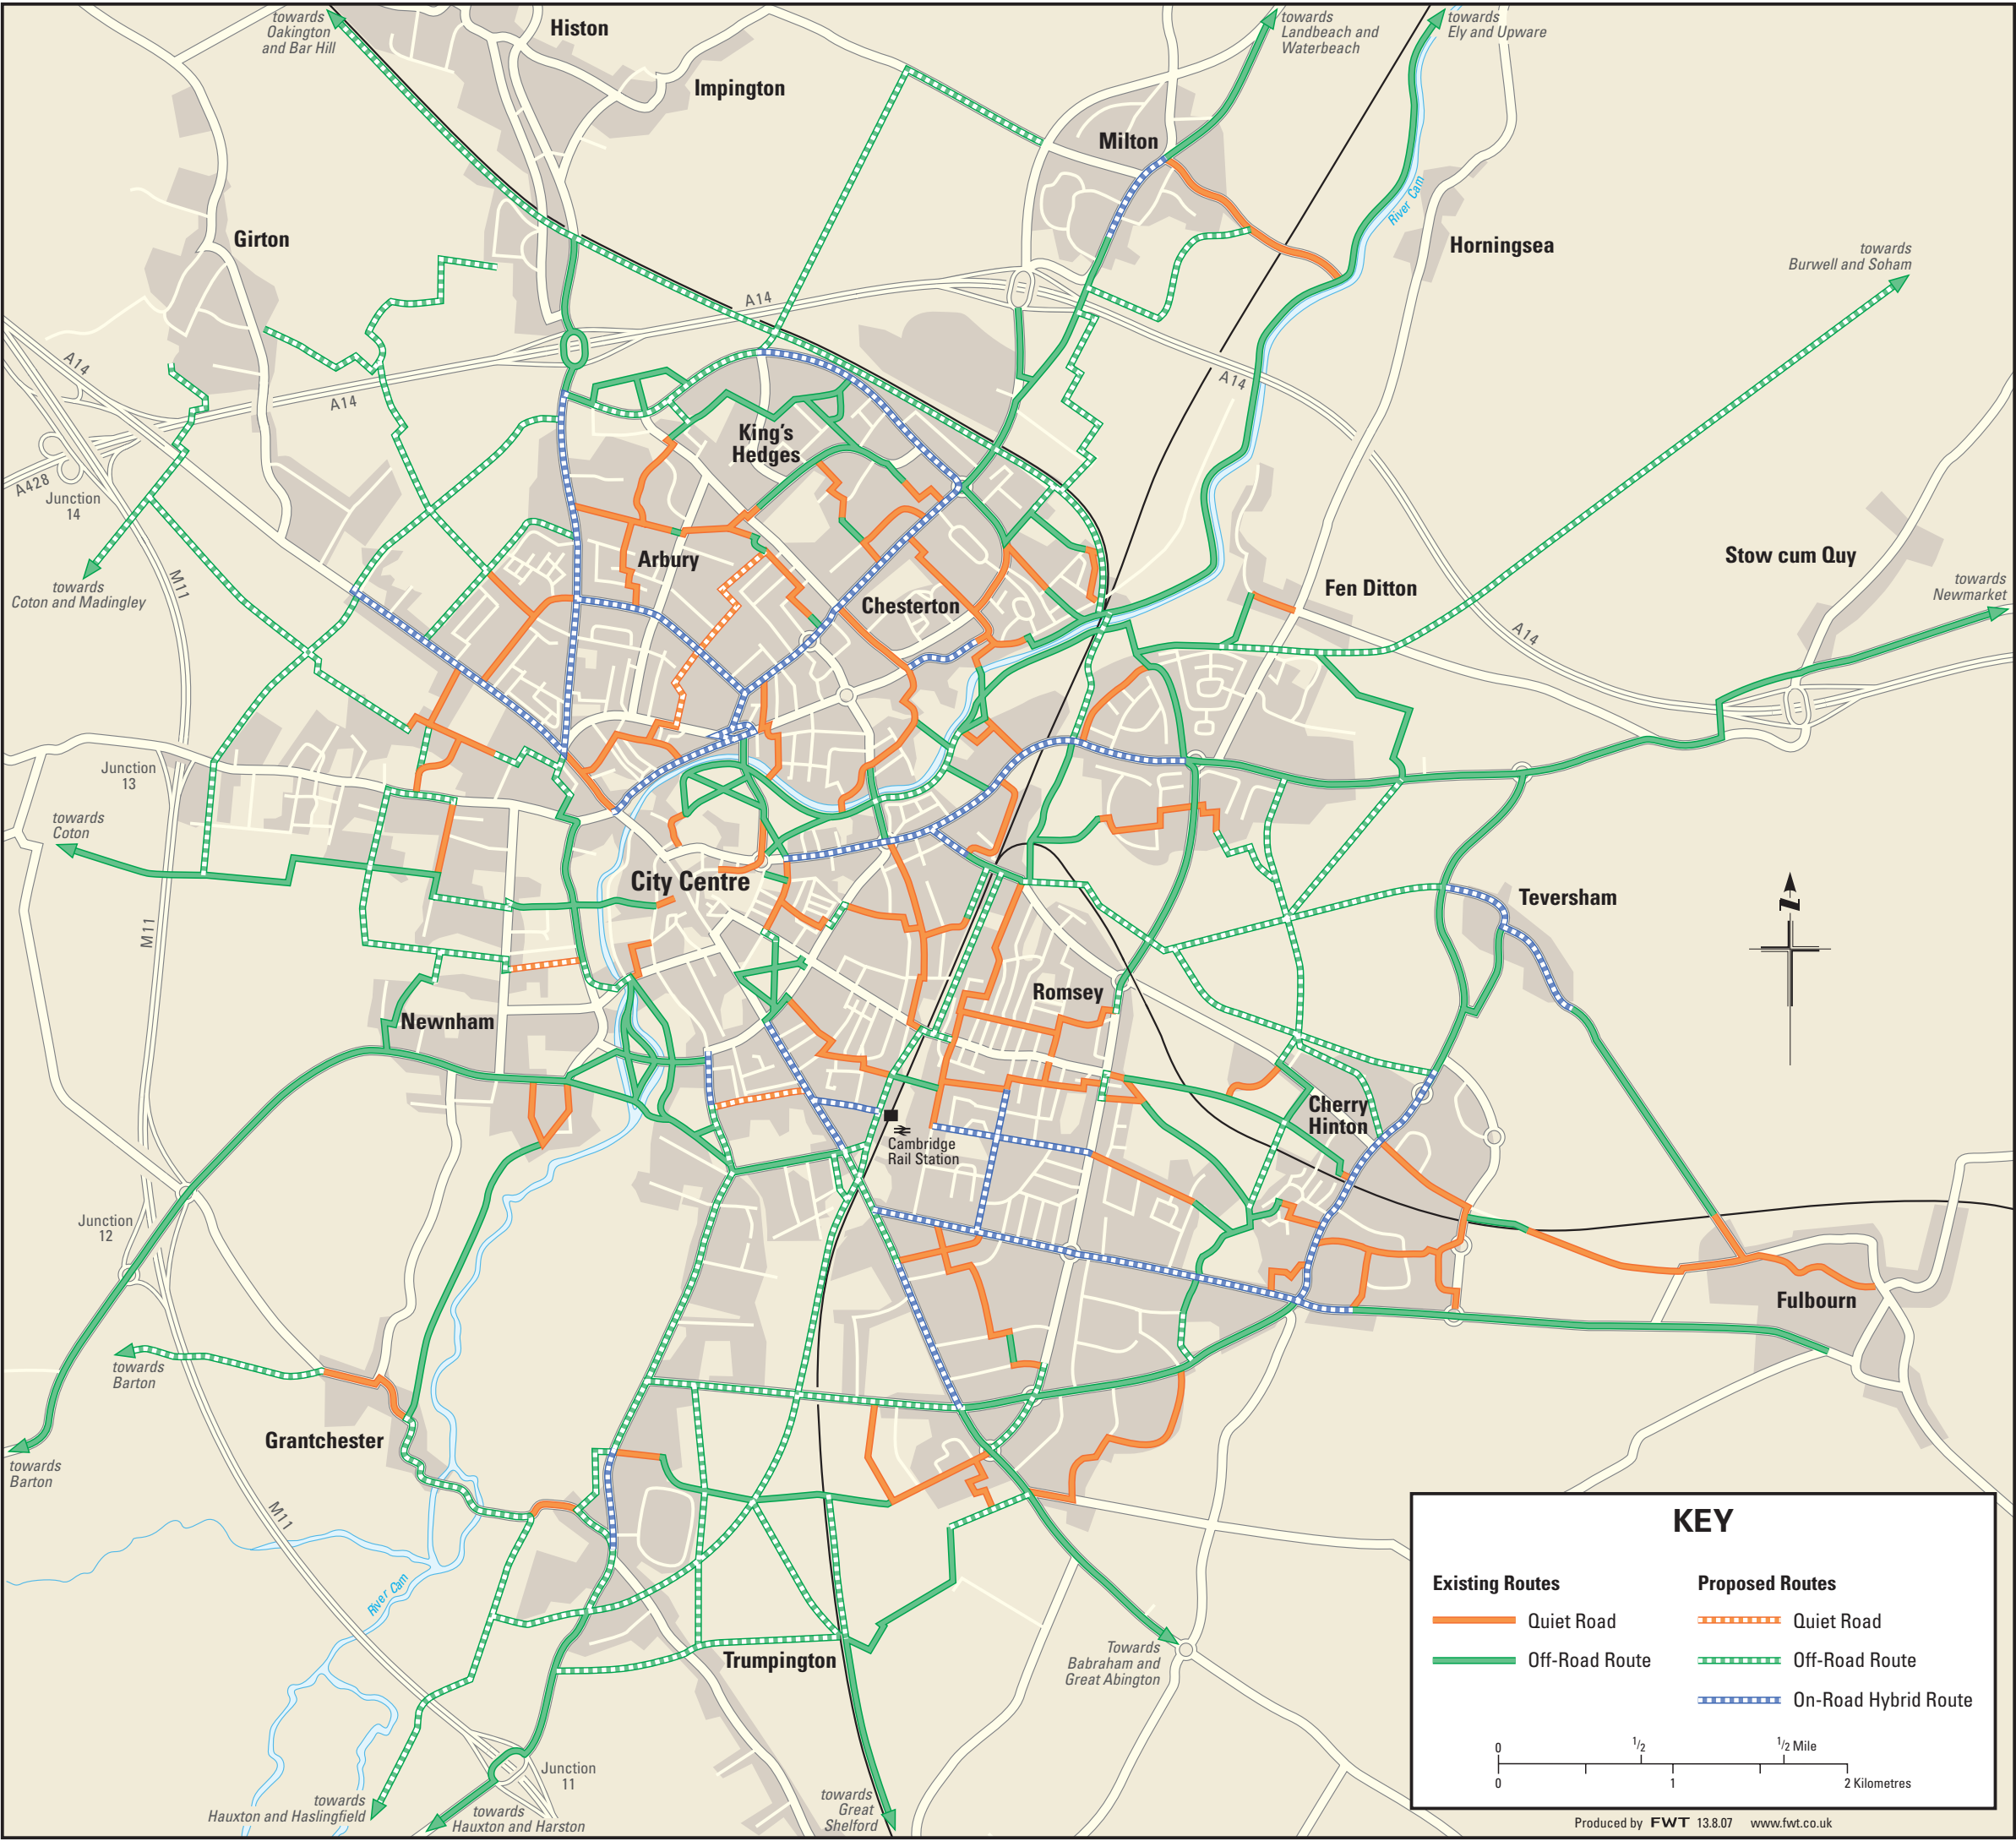 towards
Oakington
and Bar Hill
Histon
Impington
towards
Landbeach and
Waterbeach
towards
Ely and Upware
Milton
River Cam
Girton
Horningsea
towards
Burwell and Soham
A14
A14
A14
A14
A428
Junction
14
King's
Hedges
towards
Coton and Madingley
M11
Arbury
Chesterton
Fen Ditton
Stow cum Quy
towards
Newmarket
A14
Junction
13
towards
Coton
City Centre
Teversham
N
M11
Newnham
Romsey
Cherry
Hinton
Cambridge
Rail Station
Junction
12
Fulbourn
towards
Barton
Grantchester
towards
Barton
M11
River Cam
Trumpington
Towards
Babraham and
Great Abington
Junction
11
towards
Hauxton and Haslingfield
towards
Hauxton and Harston
towards
Great
Shelford
KEY
Existing Routes
Proposed Routes
Quiet Road
Quiet Road
Off-Road Route
Off-Road Route
On-Road Hybrid Route
0 1/2 1/2 Mile
0 1 2 Kilometres
Produced by FWT 13.8.07 www.fwt.co.uk